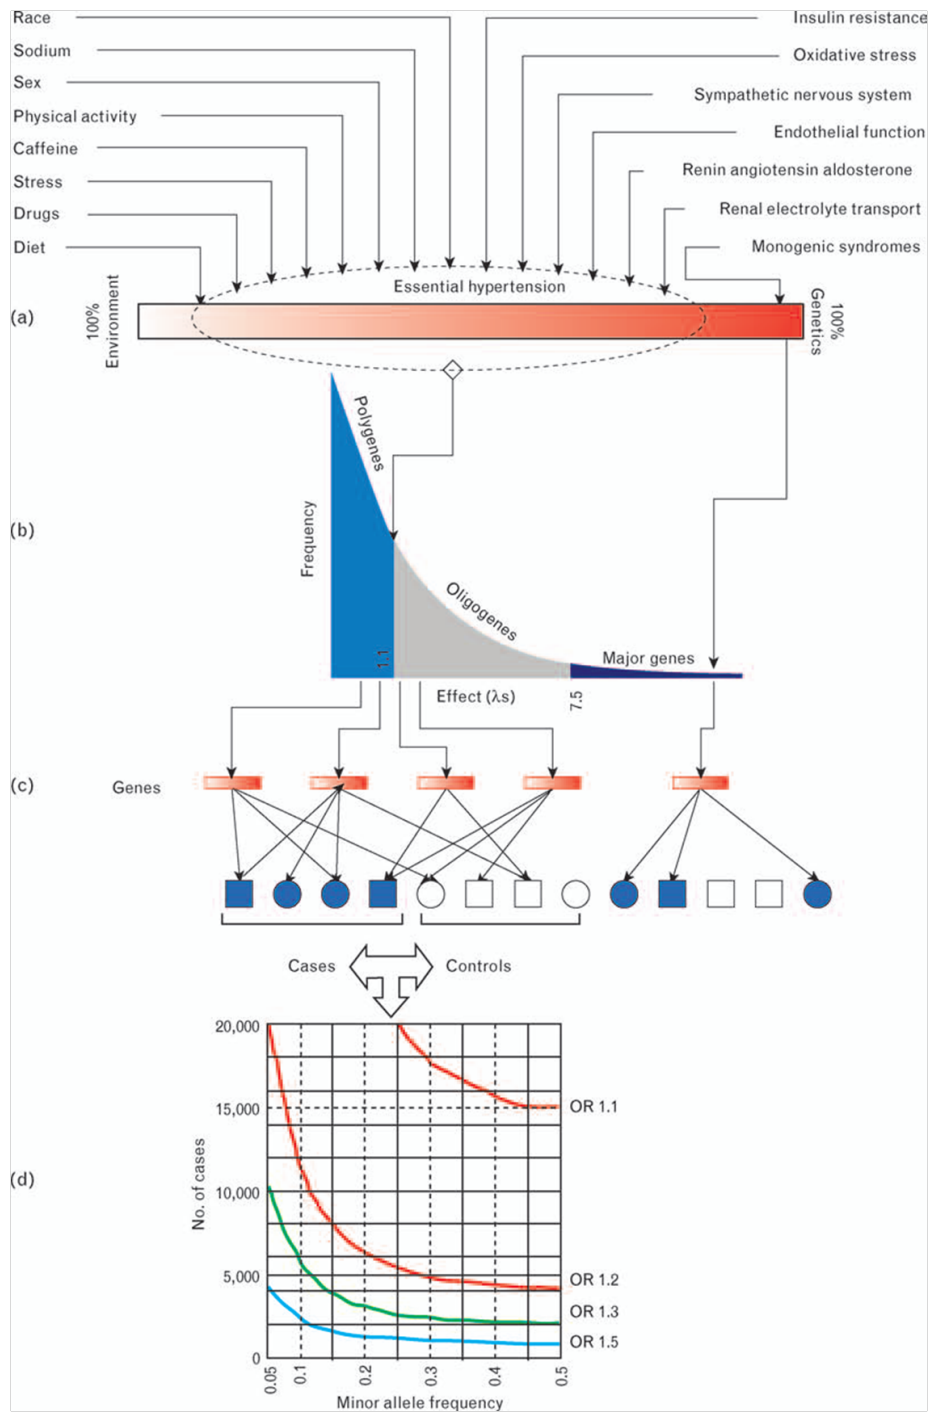 Race
Insulin resistance
Sodium
Oxidative stress
Sex
Sympathetic nervous system
Physical activity
Endothelial function
Caffeine
Renin angiotensin aldosterone
Stress
Renal electrolyte transport
Drugs
Monogenic syndromes
Diet
Essential hypertension
(a)
100%
Environment
Genetics
100%
Polygenes
(b)
Frequency
Oligogenes
1.1
Major genes
Effect (λs)
7.5
(c)
Genes
Cases
Controls
(d)
No. of cases
20,000
15,000
10,000
5,000
0
OR 1.1
OR 1.2
OR 1.3
OR 1.5
0.05
0.1
0.2
0.3
0.4
0.5
Minor allele frequency